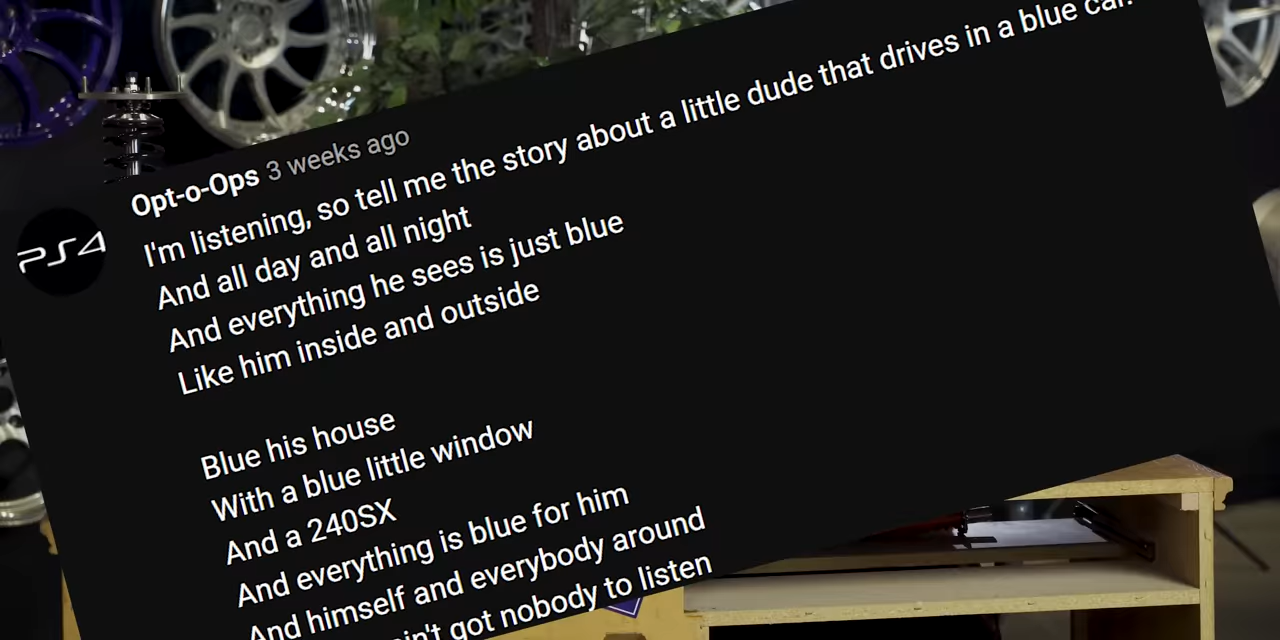 Opt-o-Ops 3 weeks ago
PS4
I'm listening, so tell me the story about a little dude that drives in a blue car.
And all day and all night
And everything he sees is just blue
Like him inside and outside
Blue his house
With a blue little window
And a 240SX
And everything is blue for him
And himself and everybody around
ain't got nobody to listen